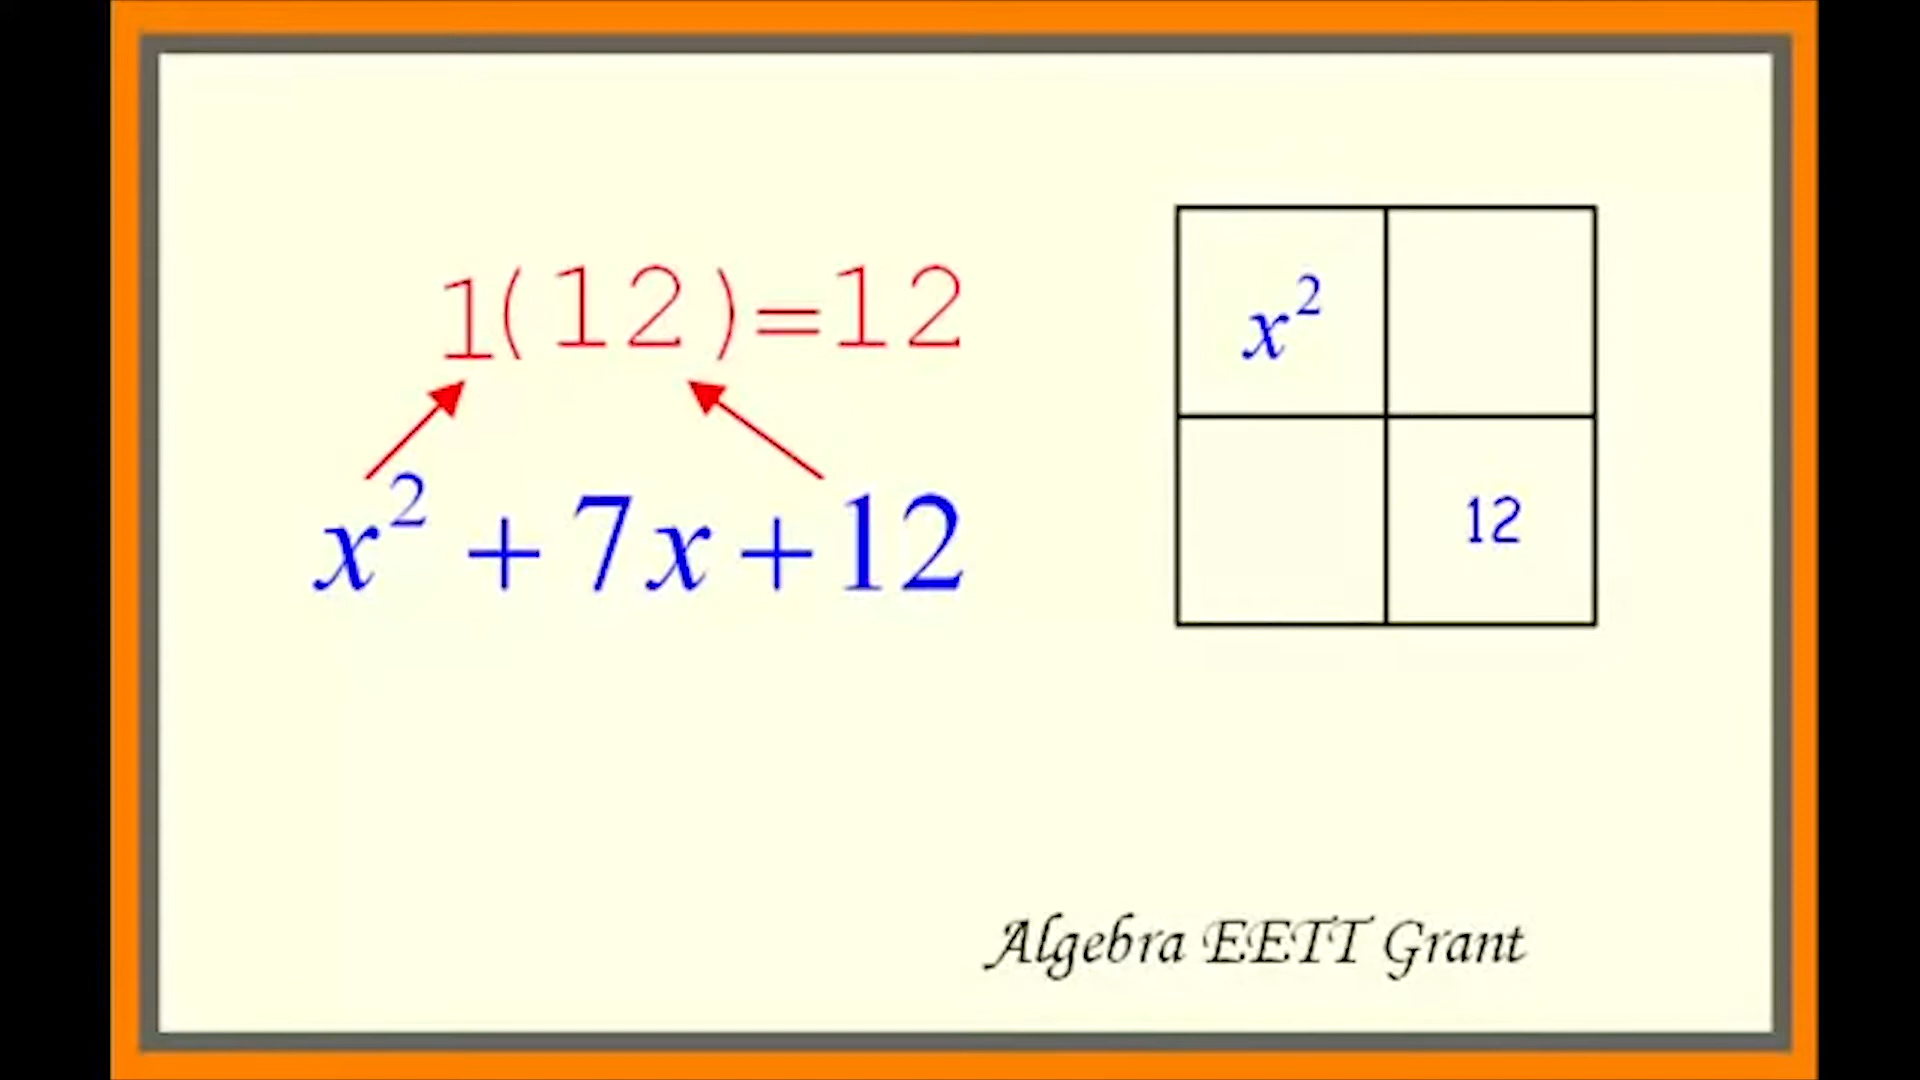 1(12)=12
x² + 7x + 12
x²
12
Algebra EETT Grant